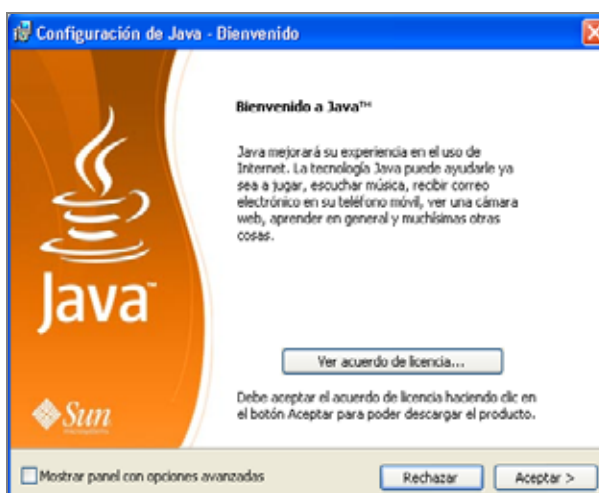 Configuración de Java - Bienvenido
Bienvenido a Java™
Java mejorará su experiencia en el uso de
Internet. La tecnología Java puede ayudarle ya
sea a jugar, escuchar música, recibir correo
electrónico en su teléfono móvil, ver una cámara
web, aprender en general y muchísimas otras
cosas.
Java™
Ver acuerdo de licencia...
Debe aceptar el acuerdo de licencia haciendo clic en
el botón Aceptar para poder descargar el producto.
Sun
microsystems
Mostrar panel con opciones avanzadas
Rechazar
Aceptar >